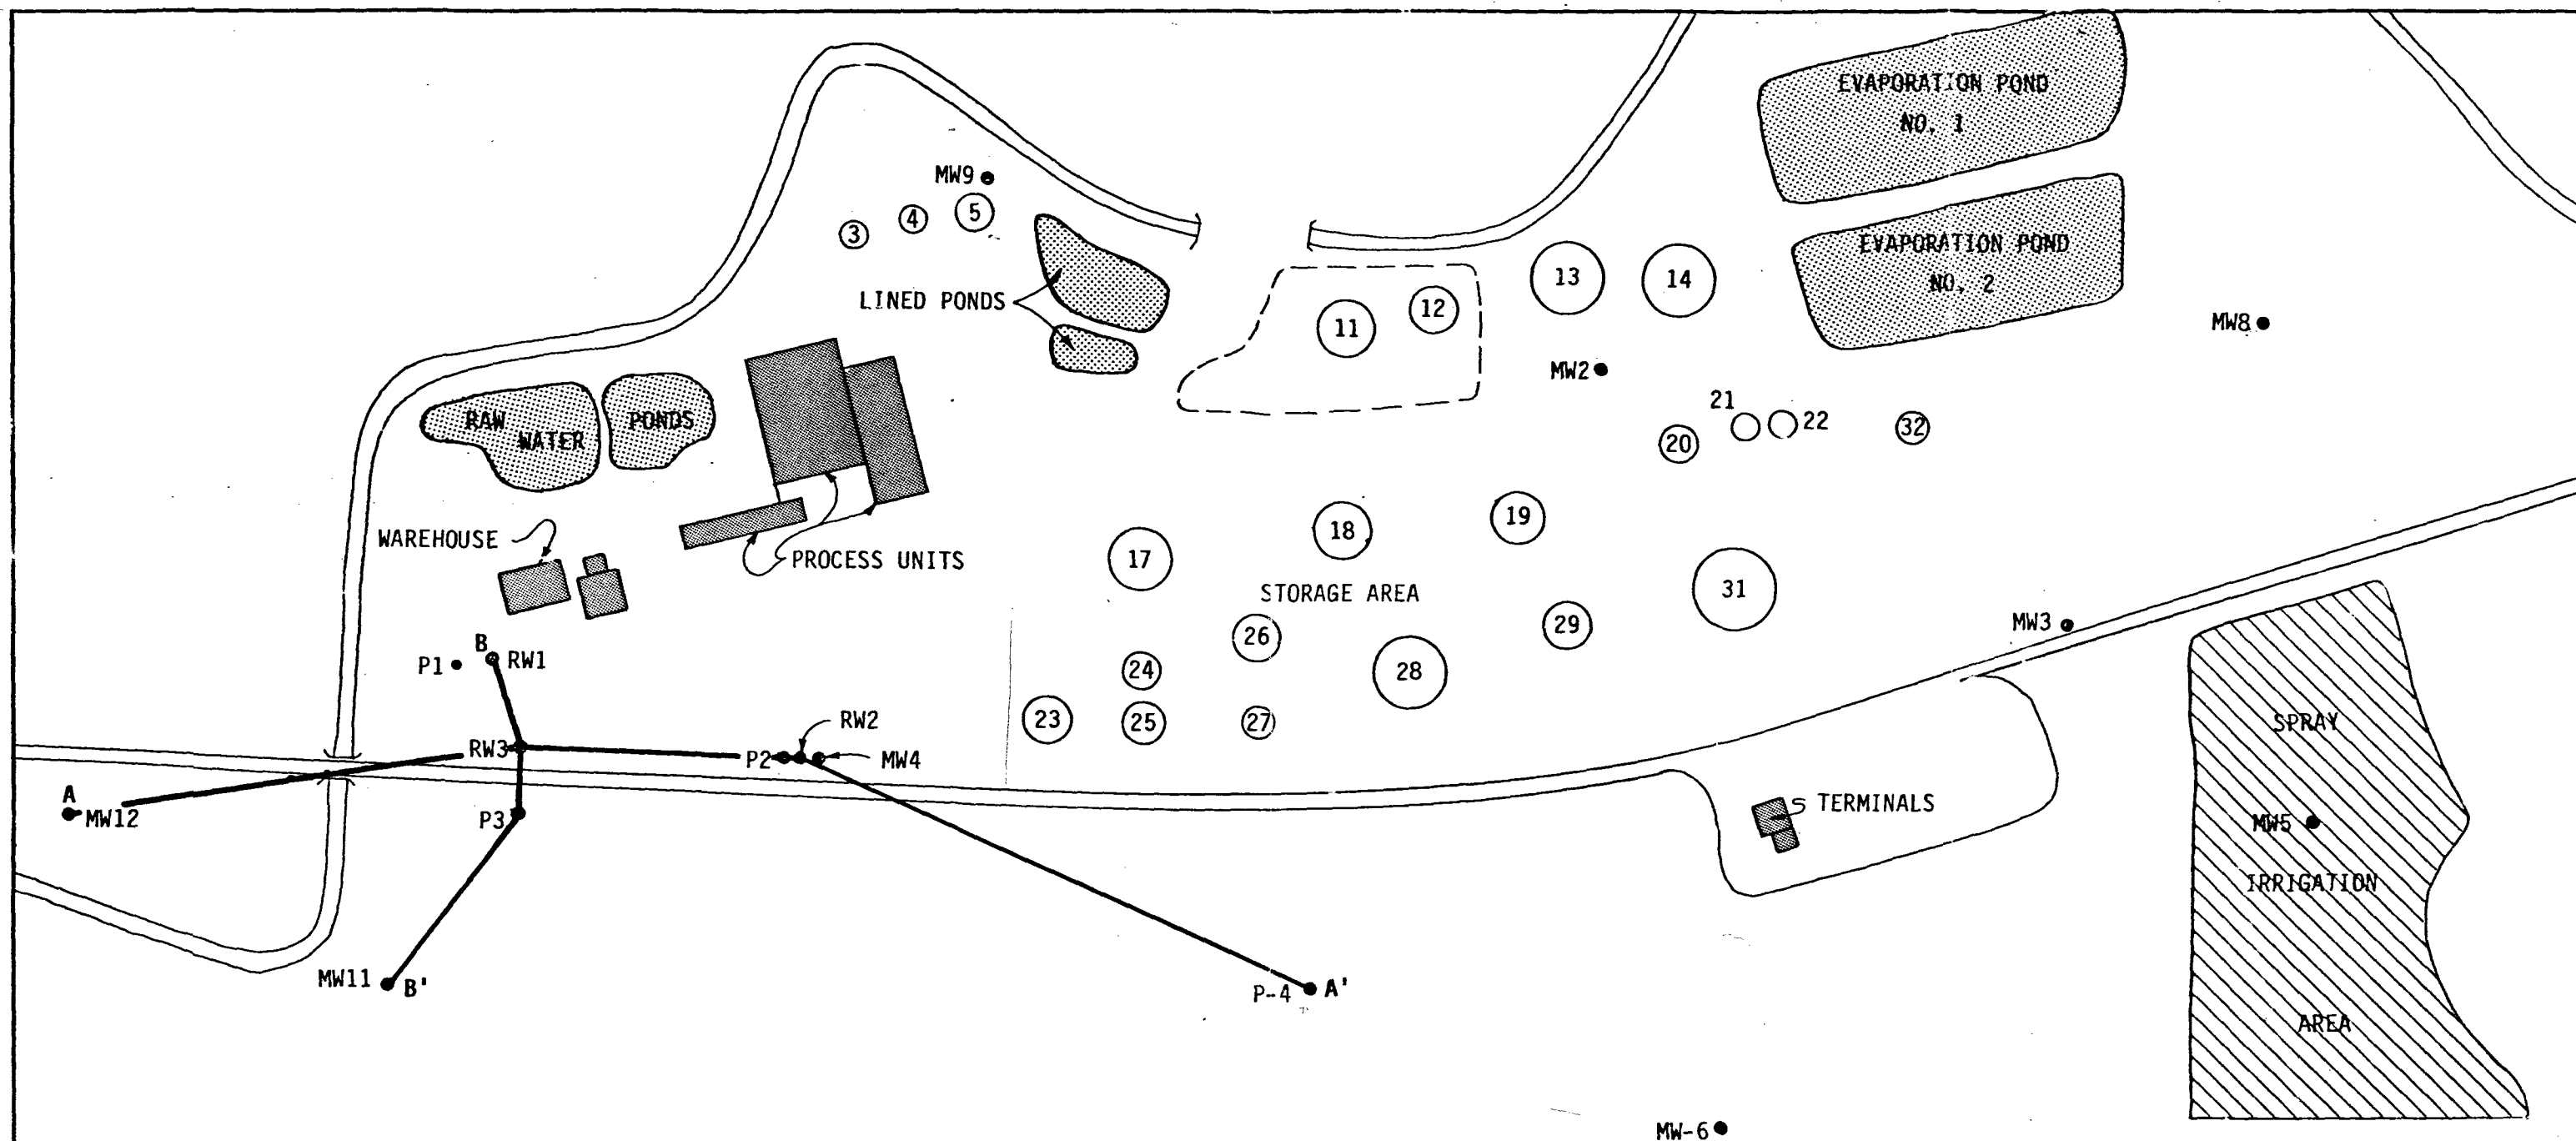 EVAPORATION POND
NO. 1
MW9
5
4
3
EVAPORATION POND
NO. 2
LINED PONDS
13
14
12
11
MW8
MW2
21
22
RAW
WATER
PONDS
20
32
19
18
WAREHOUSE
17
PROCESS UNITS
31
STORAGE AREA
MW3
29
26
B
RW1
P1
24
28
23
25
27
RW2
SPRAY
RW3
P2
MW4
A
MW12
P3
TERMINALS
MW5
IRRIGATION
MW11
B'
P-4
A'
AREA
MW-6